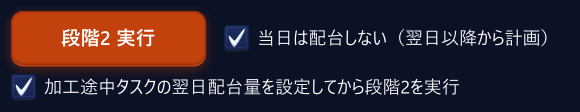 段階2 実行 当日は配台しない（翌日以降から計画）
加工途中タスクの翌日配台量を設定してから段階2を実行